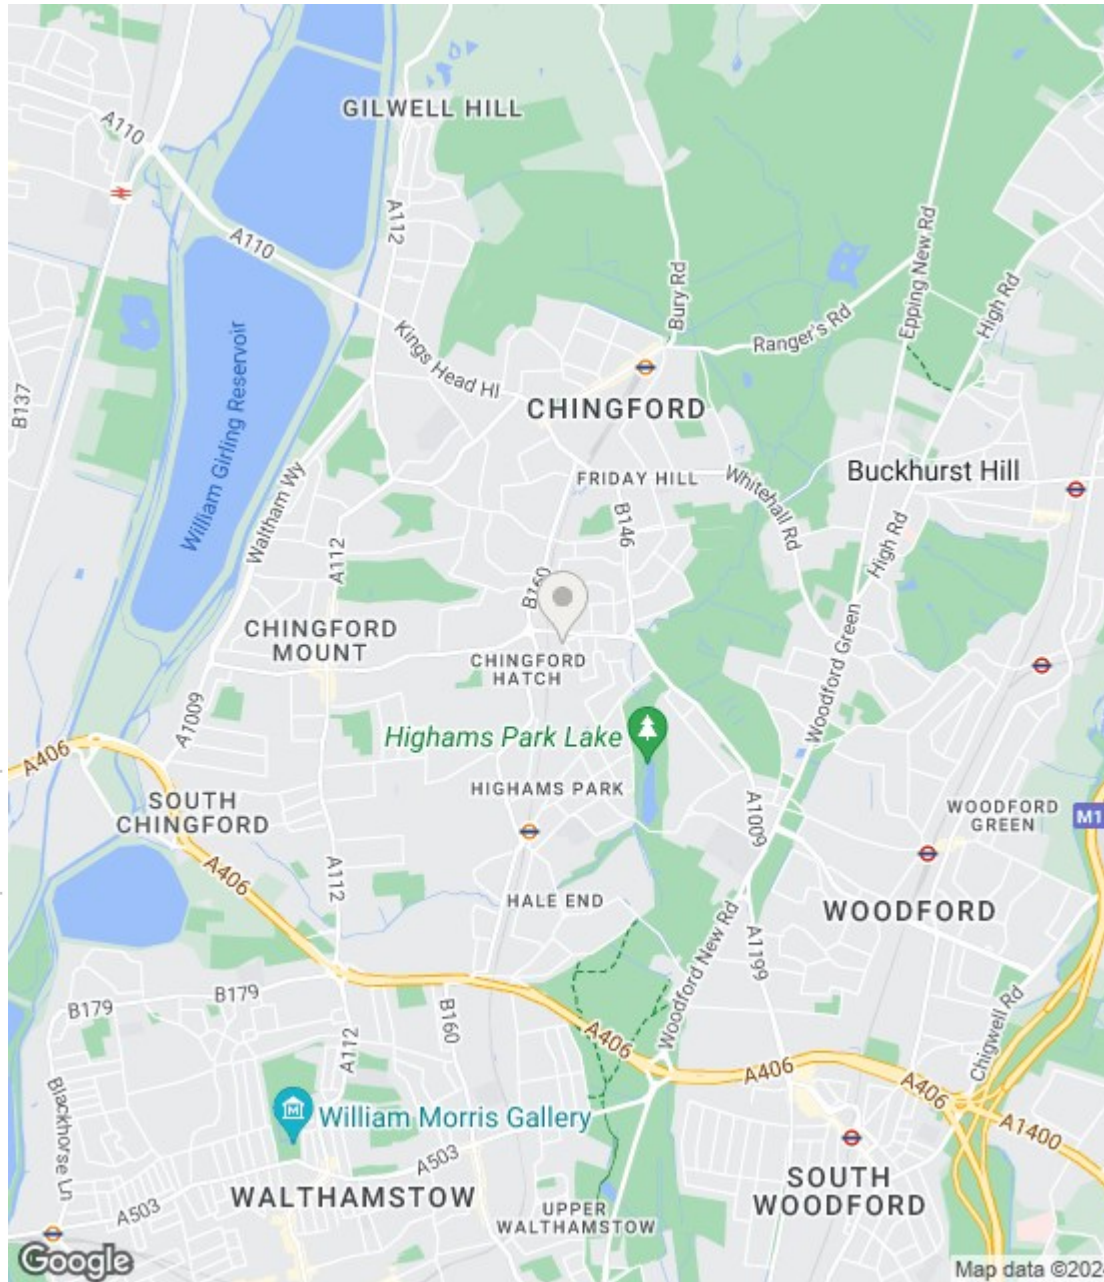 GILWELL HILL
A110
A112
A110
Bury Rd
Epping New Rd
High Rd
Ranger's Rd
Kings Head Hl
William Girling Reservoir
B137
CHINGFORD
FRIDAY HILL
Whitehall Rd
Buckhurst Hill
Waltham Wy
A112
B146
High Rd
B160
CHINGFORD
MOUNT
CHINGFORD
HATCH
Woodford Green
A1009
Highams Park Lake
A406
SOUTH
CHINGFORD
HIGHAMS PARK
A1009
WOODFORD
GREEN
M1
A406
A112
HALE END
WOODFORD
Woodford New Rd
A1199
B179
B179
B160
A112
A406
A406
A406
Chigwell Rd
A1400
Blackhorse Ln
William Morris Gallery
A503
A503
WALTHAMSTOW
UPPER
WALTHAMSTOW
SOUTH
WOODFORD
Google
Map data ©2024